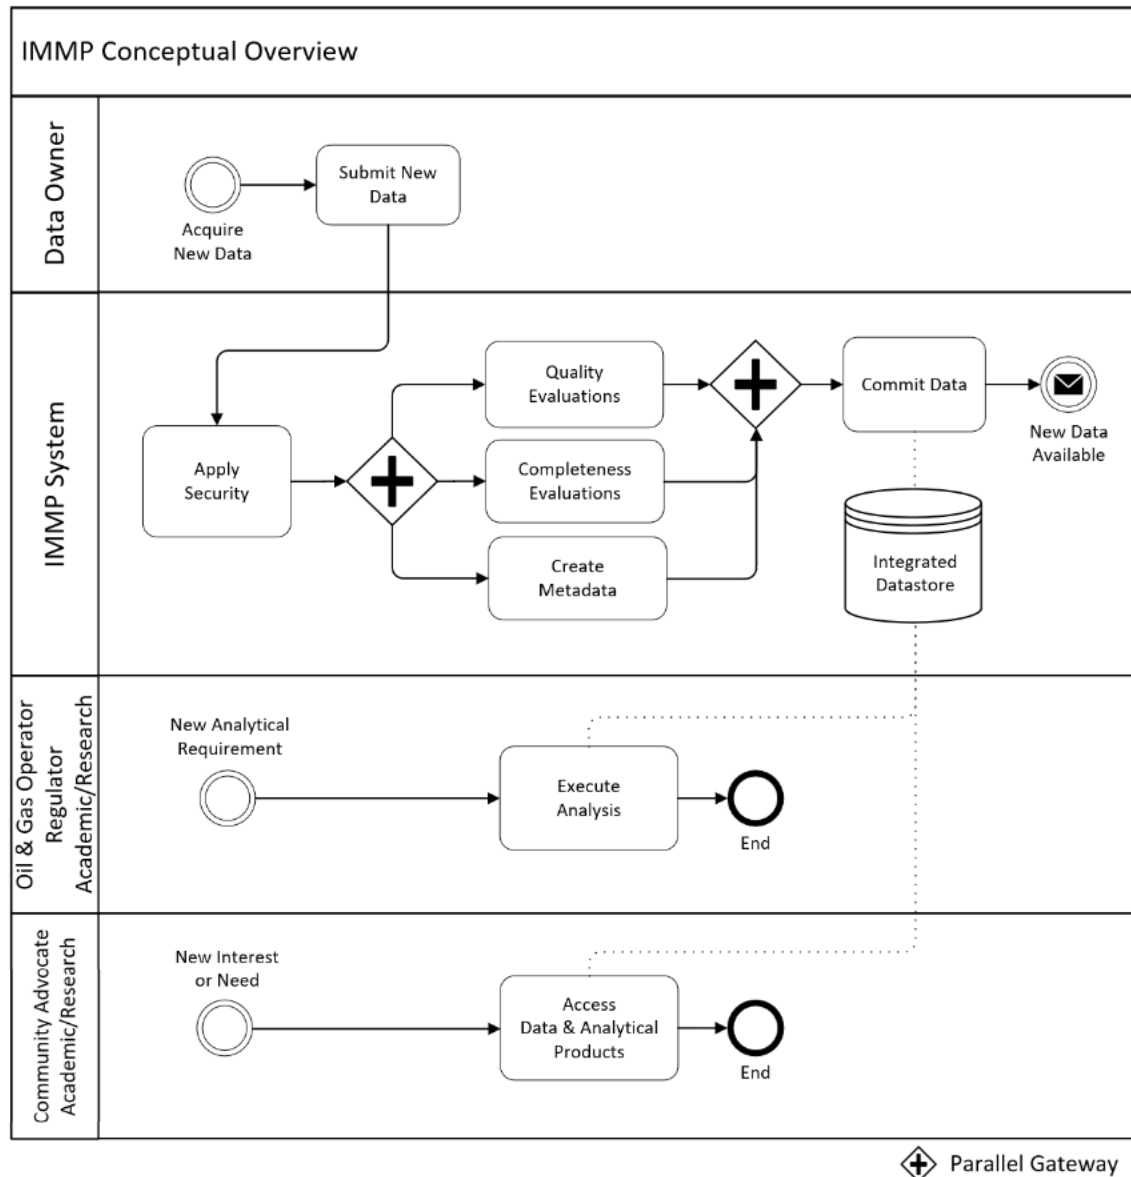 IMMP Conceptual Overview
Data Owner
Acquire
New Data
Submit New
Data
IMMP System
Apply
Security
Quality
Evaluations
Completeness
Evaluations
Create
Metadata
Commit Data
New Data
Available
Integrated
Datastore
Oil & Gas Operator
Regulator
Academic/Research
New Analytical
Requirement
Execute
Analysis
End
Community Advocate
Academic/Research
New Interest
or Need
Access
Data & Analytical
Products
End
Parallel Gateway